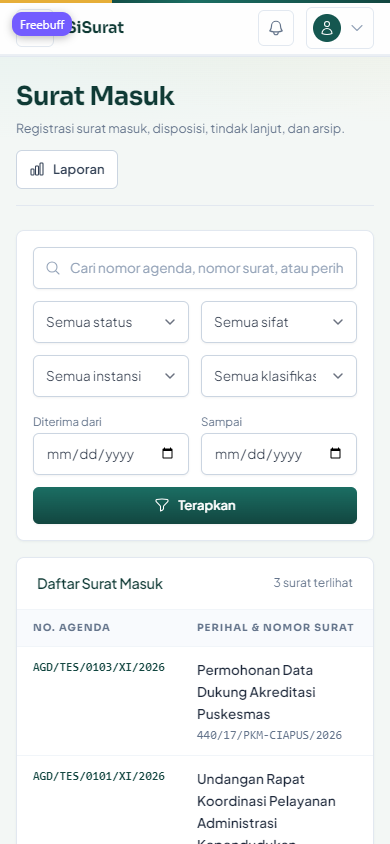 Freebuff
SiSurat
Surat Masuk
Registrasi surat masuk, disposisi, tindak lanjut, dan arsip.
Laporan
Cari nomor agenda, nomor surat, atau perih
Semua status
Semua sifat
Semua instansi
Semua klasifikas
Diterima dari
Sampai
mm/dd/yyyy
mm/dd/yyyy
Terapkan
Daftar Surat Masuk
3 surat terlihat
NO. AGENDA
PERIHAL & NOMOR SURAT
AGD/TES/0103/XI/2026
Permohonan Data
Dukung Akreditasi
Puskesmas
440/17/PKM-CIAPUS/2026
AGD/TES/0101/XI/2026
Undangan Rapat
Koordinasi Pelayanan
Administrasi
Kependudukan